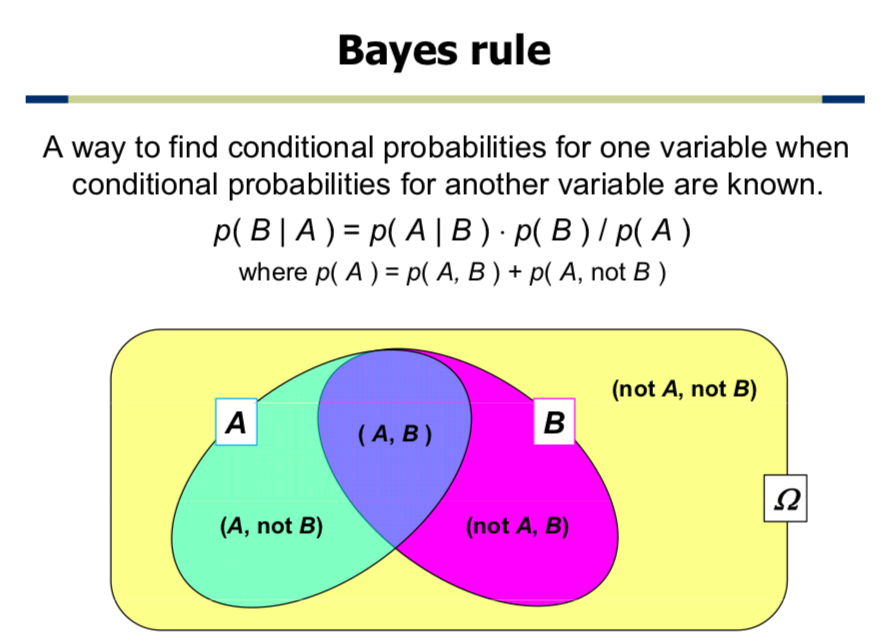 Bayes rule
A way to find conditional probabilities for one variable when
conditional probabilities for another variable are known.
p( B | A ) = p( A | B ) · p( B ) / p( A )
where p( A ) = p( A, B ) + p( A, not B )
(not A, not B)
A
( A, B )
B
Ω
(A, not B)
(not A, B)